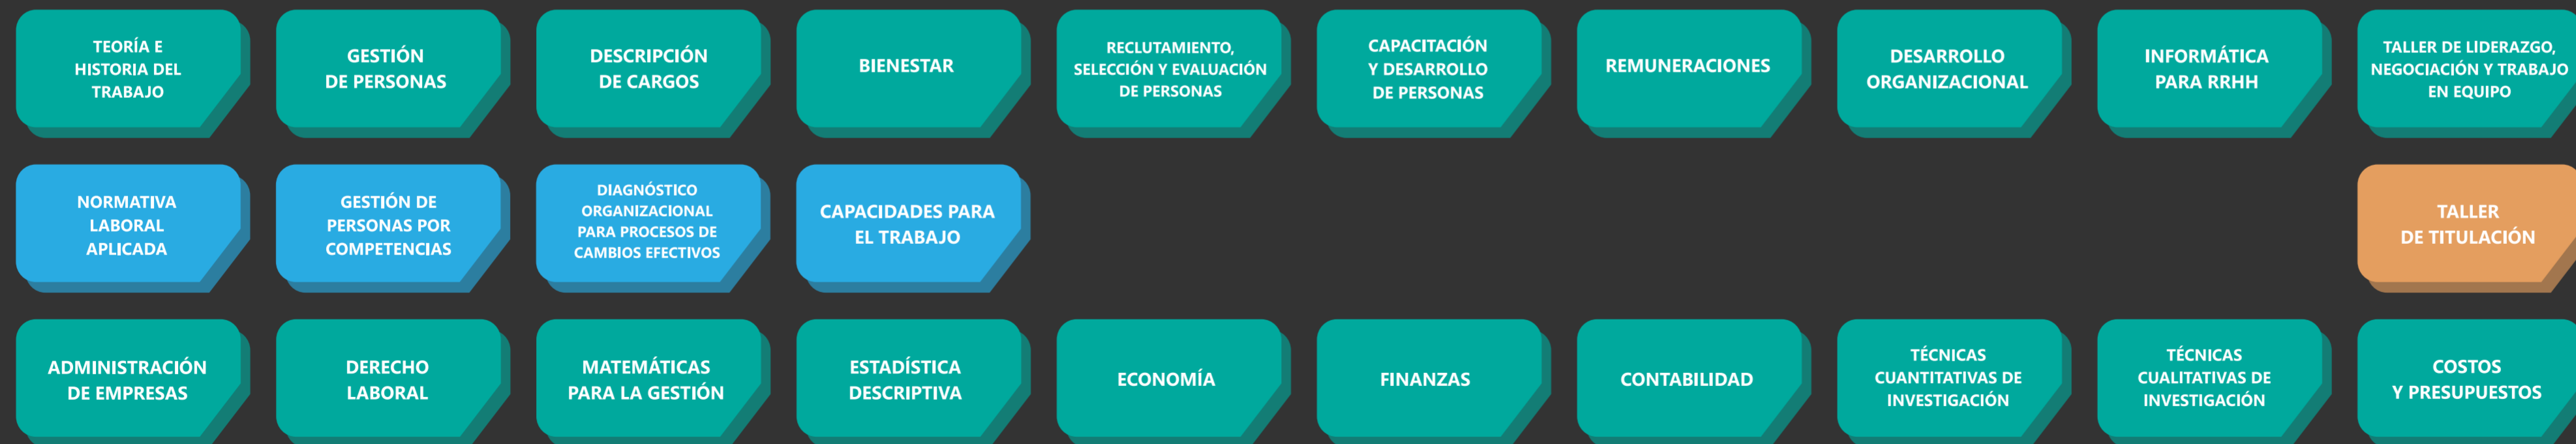 TEORÍA E
HISTORIA DEL
TRABAJO
GESTIÓN
DE PERSONAS
DESCRIPCIÓN
DE CARGOS
BIENESTAR
RECLUTAMIENTO,
SELECCIÓN Y EVALUACIÓN
DE PERSONAS
CAPACITACIÓN
Y DESARROLLO
DE PERSONAS
REMUNERACIONES
DESARROLLO
ORGANIZACIONAL
INFORMÁTICA
PARA RRHH
TALLER DE LIDERAZGO,
NEGOCIACIÓN Y TRABAJO
EN EQUIPO
NORMATIVA
LABORAL
APLICADA
GESTIÓN DE
PERSONAS POR
COMPETENCIAS
DIAGNÓSTICO
ORGANIZACIONAL
PARA PROCESOS DE
CAMBIOS EFECTIVOS
CAPACIDADES PARA
EL TRABAJO
TALLER
DE TITULACIÓN
ADMINISTRACIÓN
DE EMPRESAS
DERECHO
LABORAL
MATEMÁTICAS
PARA LA GESTIÓN
ESTADÍSTICA
DESCRIPTIVA
ECONOMÍA
FINANZAS
CONTABILIDAD
TÉCNICAS
CUANTITATIVAS DE
INVESTIGACIÓN
TÉCNICAS
CUALITATIVAS DE
INVESTIGACIÓN
COSTOS
Y PRESUPUESTOS